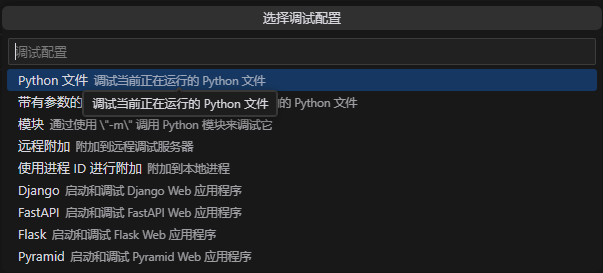 选择调试配置
调试配置
Python 文件 调试当前正在运行的 Python 文件
带有参数的 的 Python 文件
调试当前正在运行的 Python 文件
模块 通过使用 \"-m\" 调用 Python 模块来调试它
远程附加 附加到远程调试服务器
使用进程 ID 进行附加 附加到本地进程
Django 启动和调试 Django Web 应用程序
FastAPI 启动和调试 FastAPI Web 应用程序
Flask 启动和调试 Flask Web 应用程序
Pyramid 启动和调试 Pyramid Web 应用程序